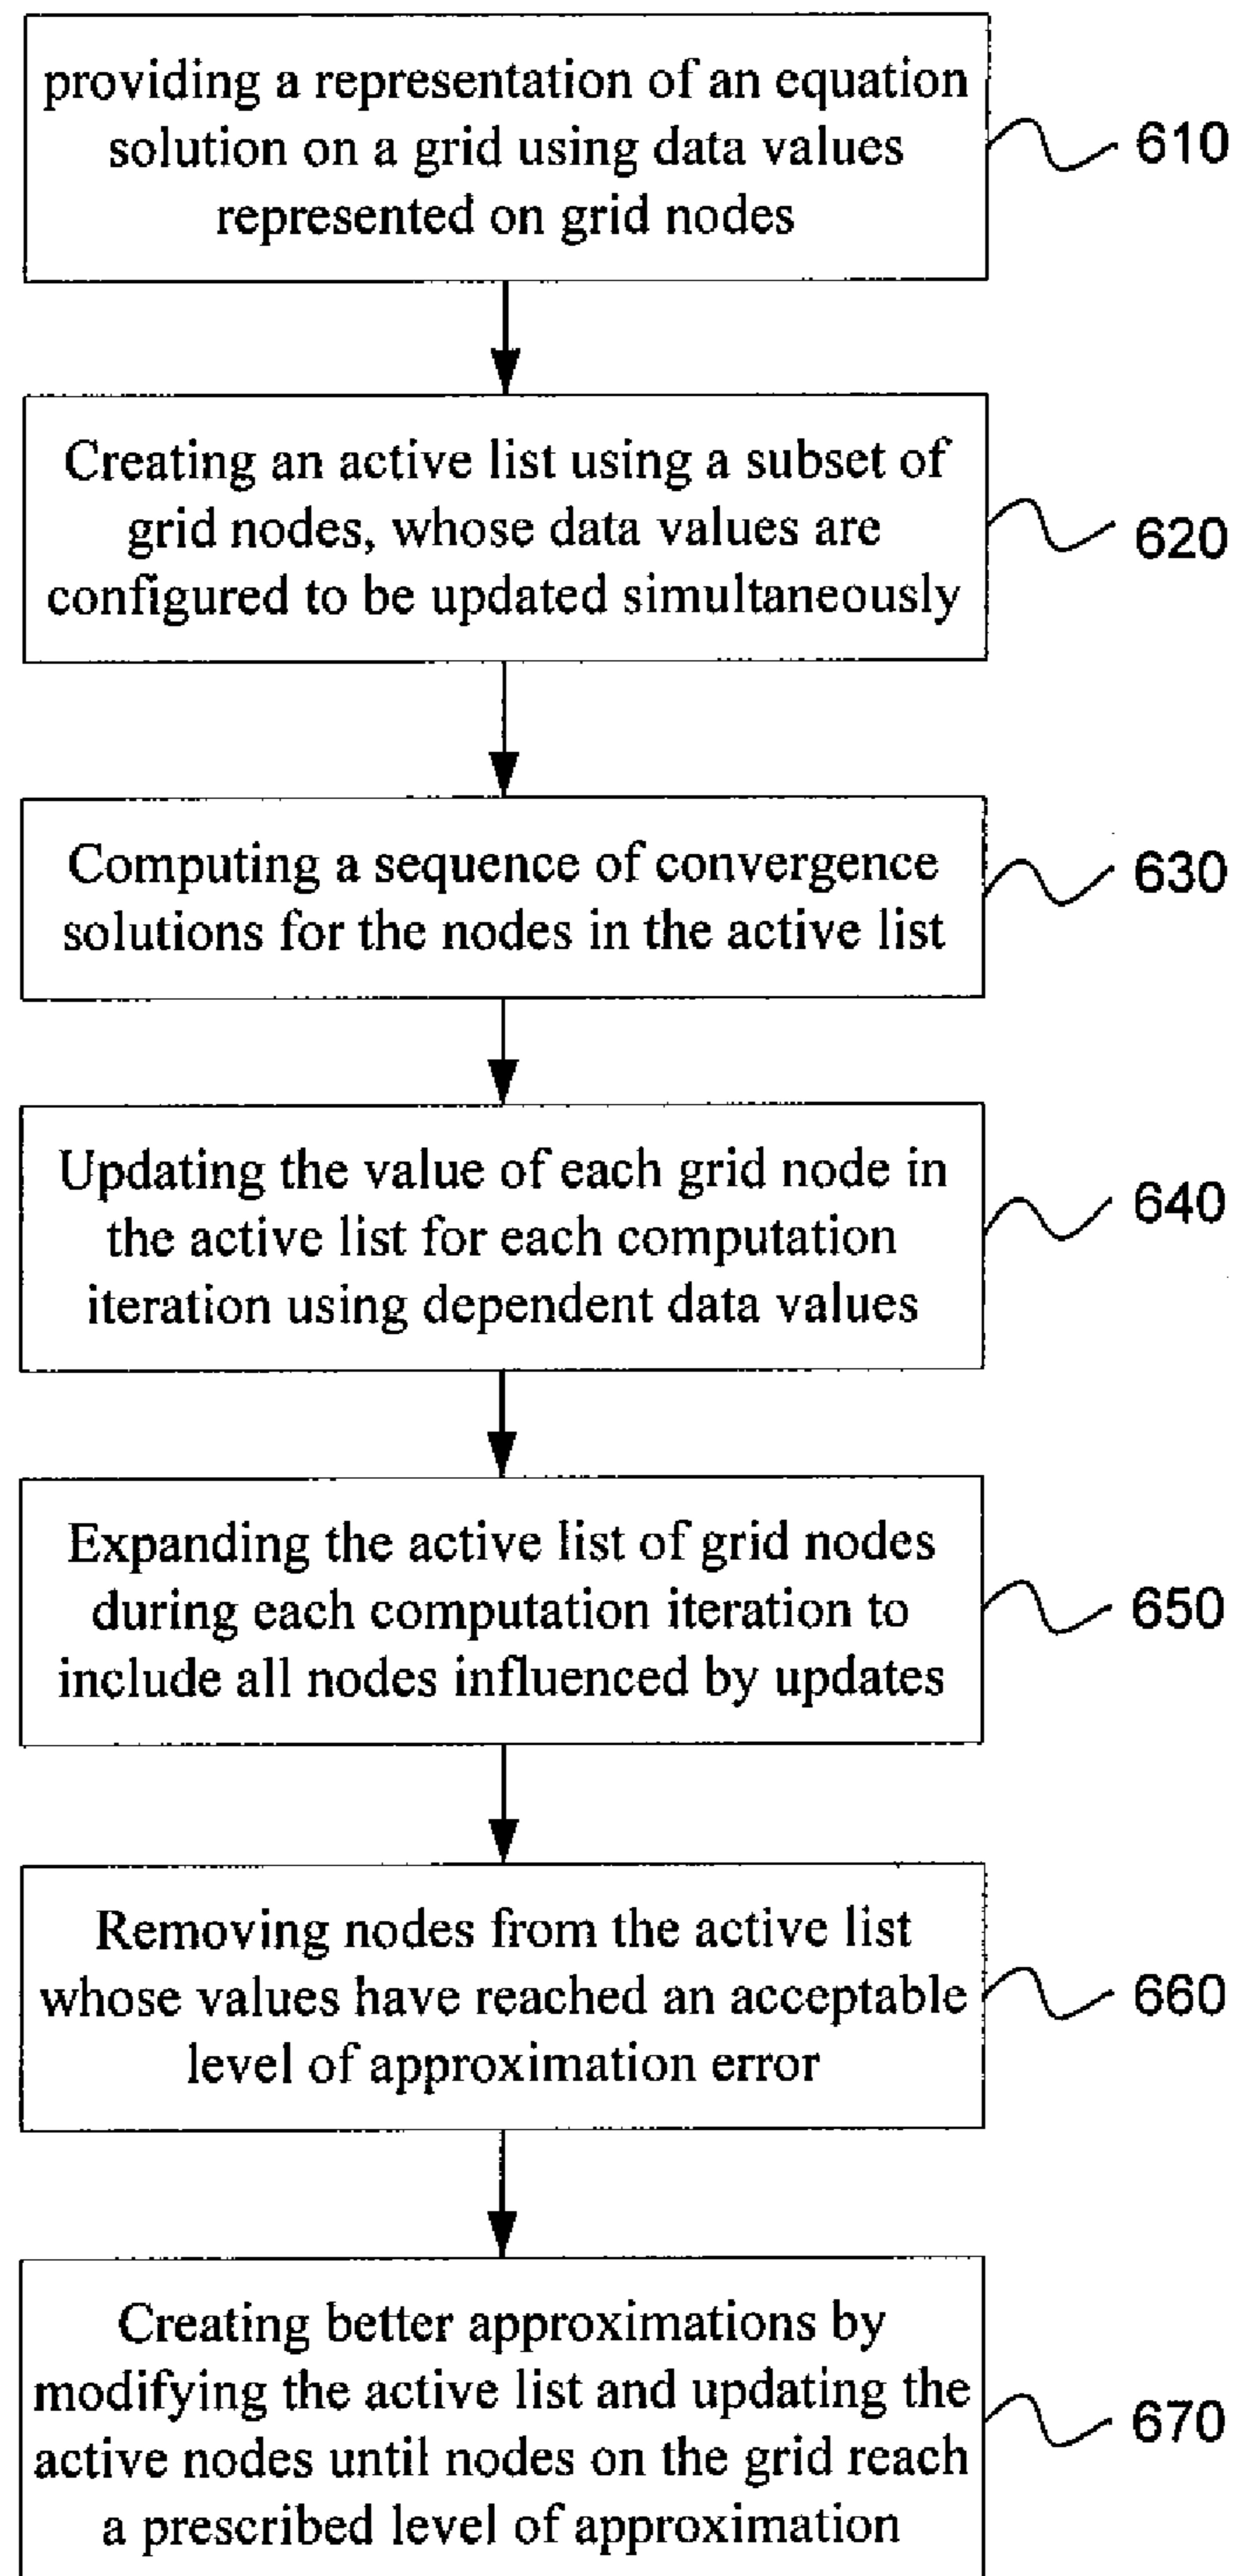 providing a representation of an equation
solution on a grid using data values
represented on grid nodes
610
Creating an active list using a subset of
grid nodes, whose data values are
configured to be updated simultaneously
620
Computing a sequence of convergence
solutions for the nodes in the active list
630
Updating the value of each grid node in
the active list for each computation
iteration using dependent data values
640
Expanding the active list of grid nodes
during each computation iteration to
include all nodes influenced by updates
650
Removing nodes from the active list
whose values have reached an acceptable
level of approximation error
660
Creating better approximations by
modifying the active list and updating the
active nodes until nodes on the grid reach
a prescribed level of approximation
670